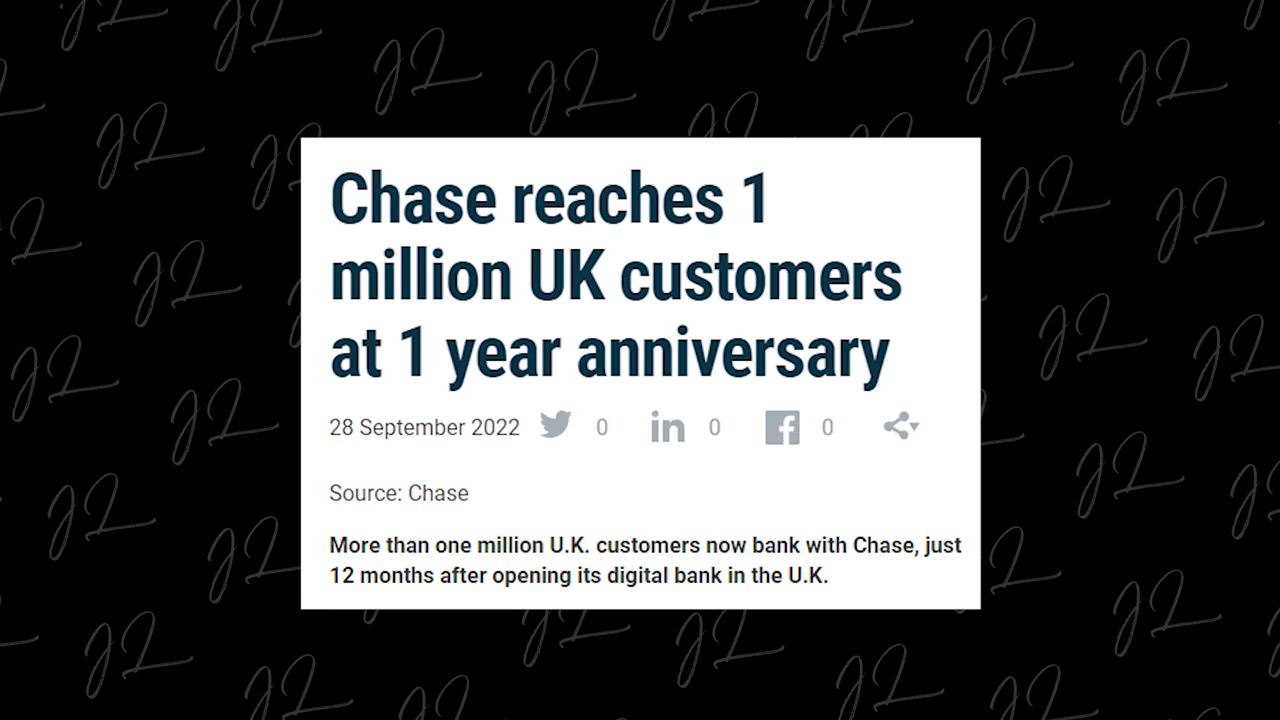 Chase reaches 1
million UK customers
at 1 year anniversary
28 September 2022 0 in 0 f 0
Source: Chase
More than one million U.K. customers now bank with Chase, just
12 months after opening its digital bank in the U.K.